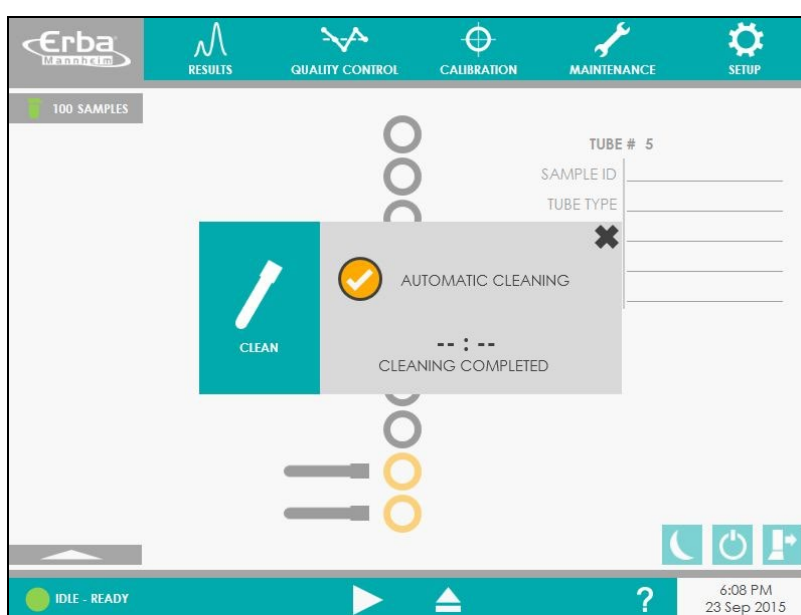 Erba
Mannheim
RESULTS
QUALITY CONTROL
CALIBRATION
MAINTENANCE
SETUP
100 SAMPLES
TUBE # 5
SAMPLE ID
TUBE TYPE
AUTOMATIC CLEANING
CLEAN
-- : --
CLEANING COMPLETED
IDLE - READY
?
6:08 PM
23 Sep 2015